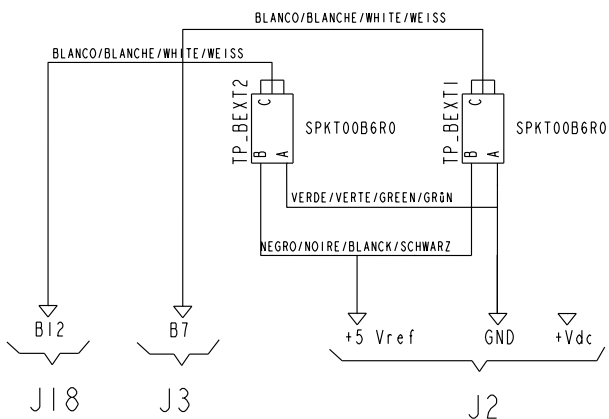 BLANCO/BLANCHE/WHITE/WEISS
BLANCO/BLANCHE/WHITE/WEISS
TP_BEXT2
C
B
A
SPKT00B6R0
TP_BEXT1
C
B
A
SPKT00B6R0
VERDE/VERTE/GREEN/GRüN
NEGRO/NOIRE/BLANCK/SCHWARZ
B12
B7
+5 Vref
GND
+Vdc
J18
J3
J2